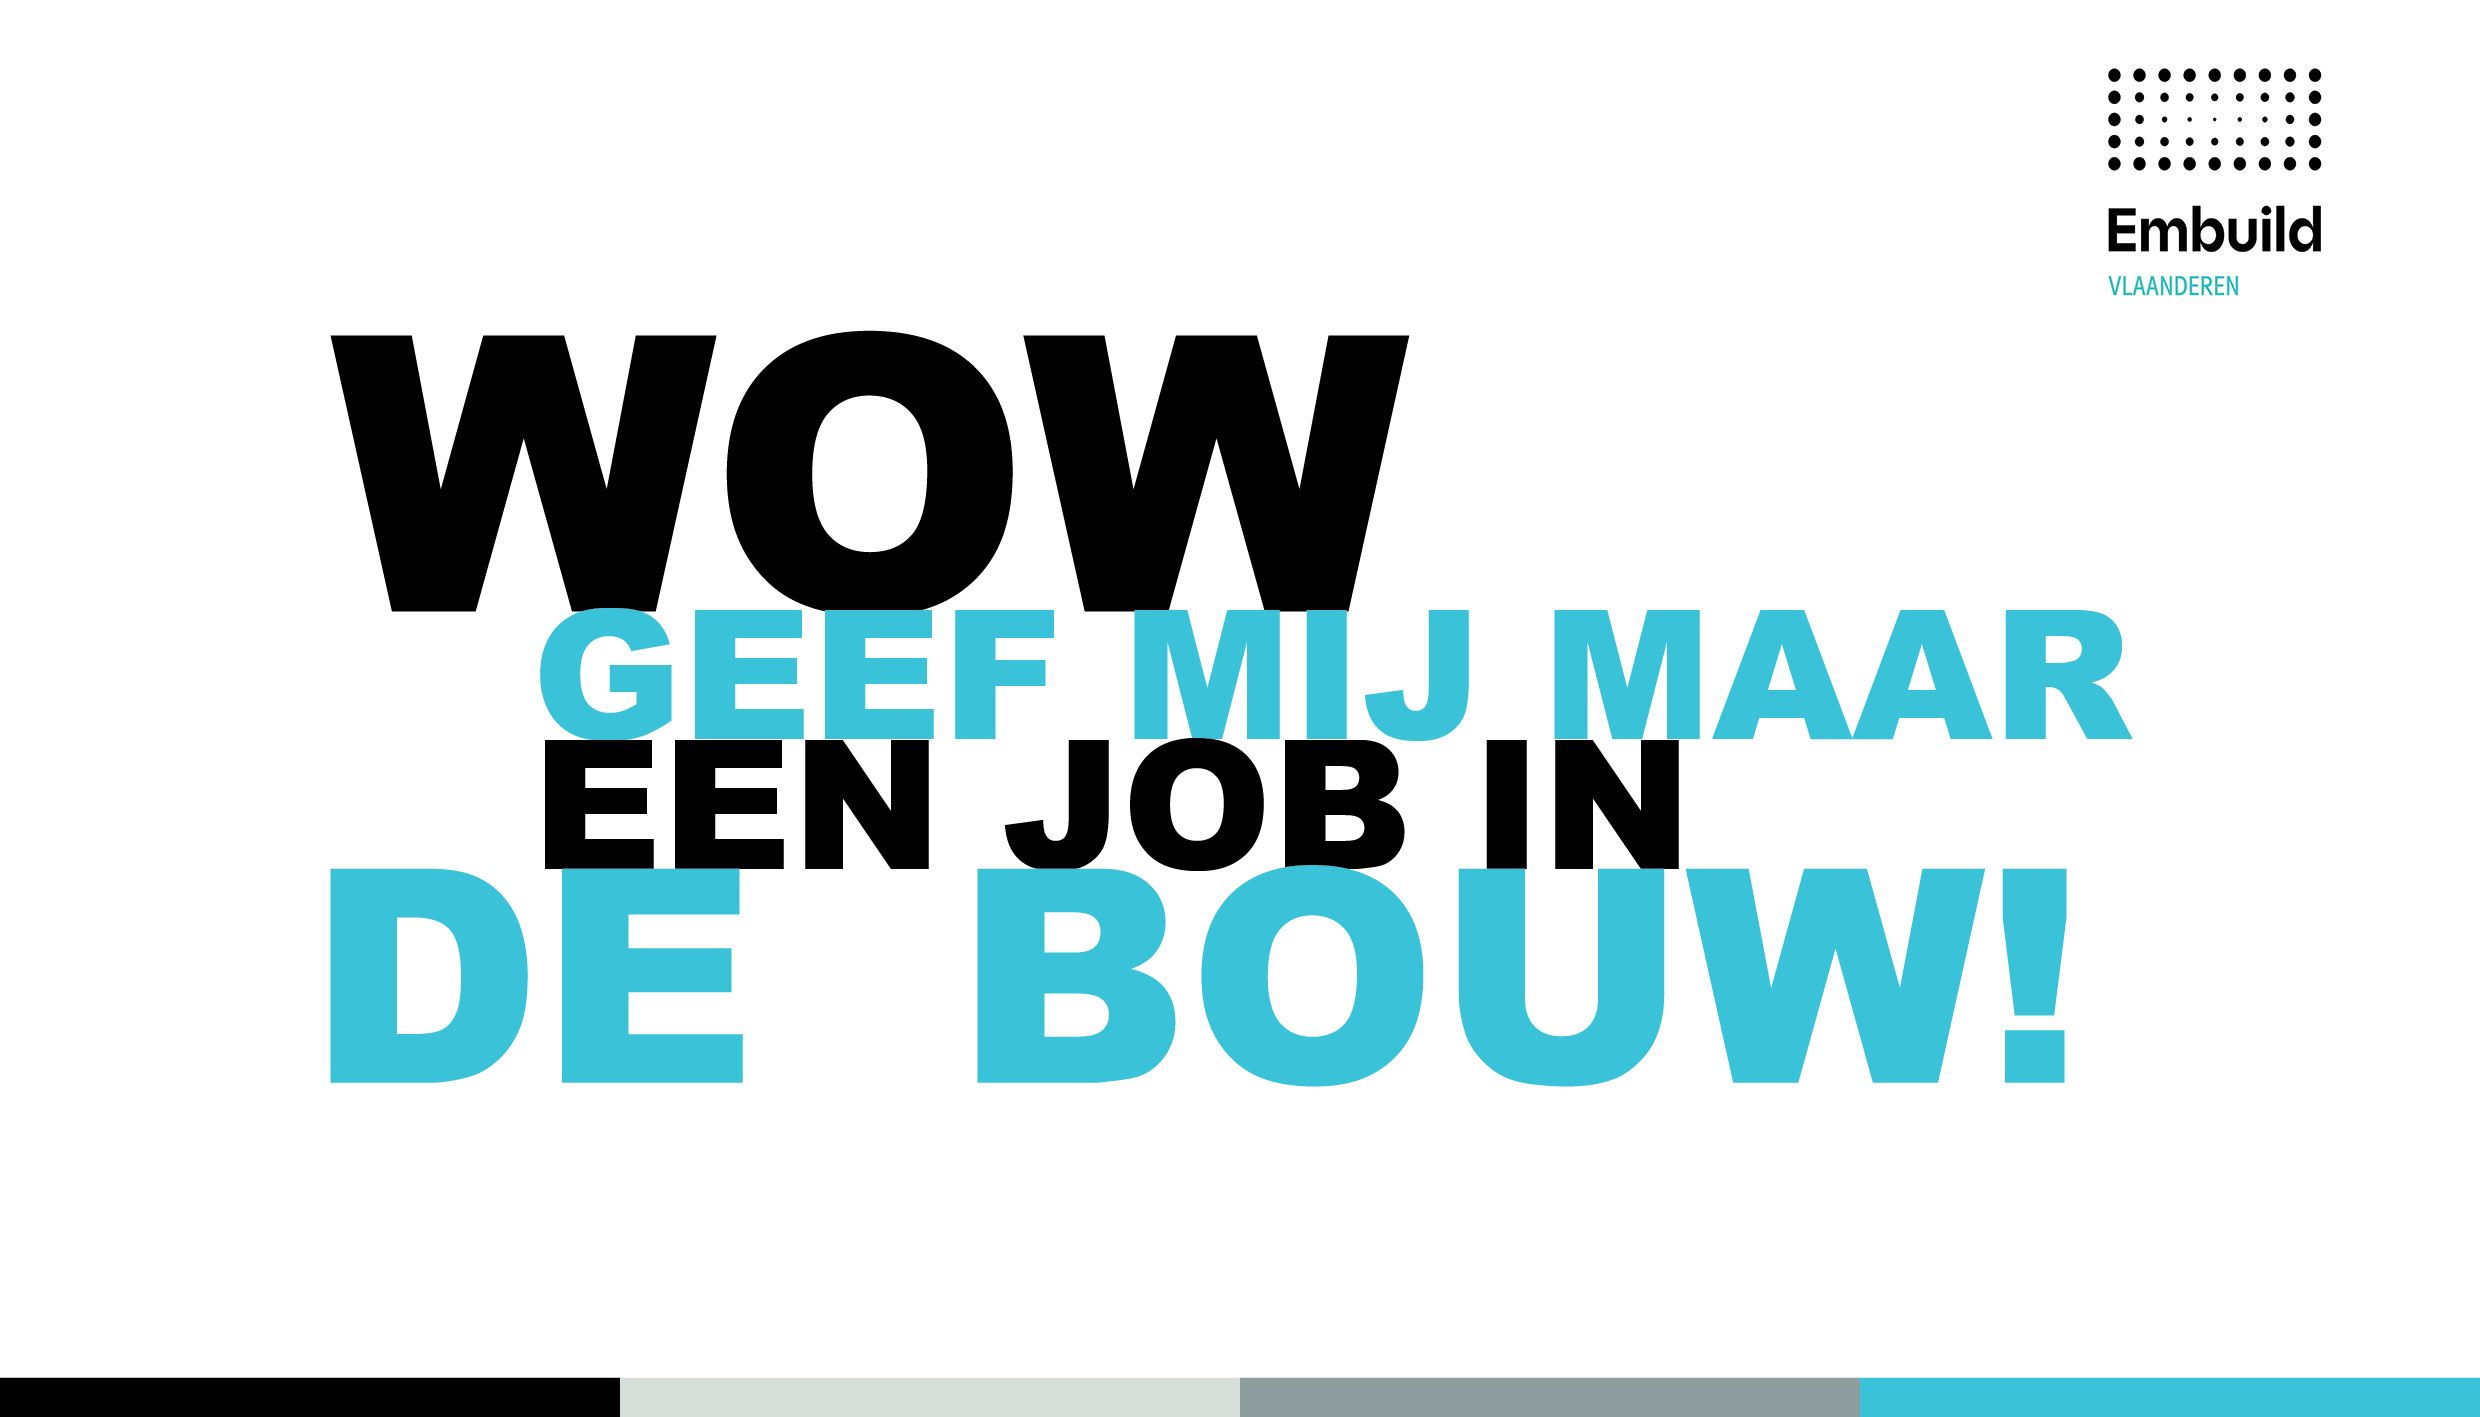 Embuild
VLAANDEREN
WOW
GEEF MIJ MAAR
EEN JOB IN
DE BOUW!